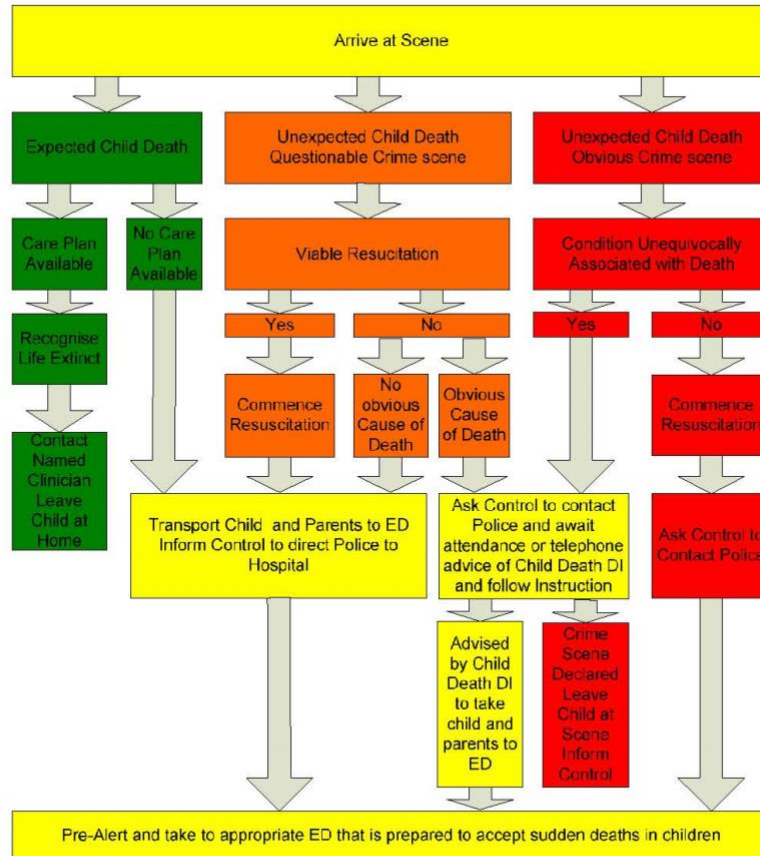 Arrive at Scene
Expected Child Death
Unexpected Child Death
Questionable Crime scene
Unexpected Child Death
Obvious Crime scene
Care Plan
Available
No Care
Plan
Available
Viable Resucitation
Condition Unequivocally
Associated with Death
Yes
No
Yes
No
Recognise
Life Extinct
Commence
Resuscitation
No
obvious
Cause of
Death
Obvious
Cause
of Death
Commence
Resuscitation
Contact
Named
Clinician
Leave
Child at
Home
Transport Child and Parents to ED
Inform Control to direct Police to
Hospital
Ask Control to contact
Police and await
attendance or telephone
advice of Child Death DI
and follow Instruction
Ask Control to
Contact Police
Advised
by Child
Death DI
to take
child and
parents to
ED
Crime
Scene
Declared
Leave
Child at
Scene
Inform
Control
Pre-Alert and take to appropriate ED that is prepared to accept sudden deaths in children